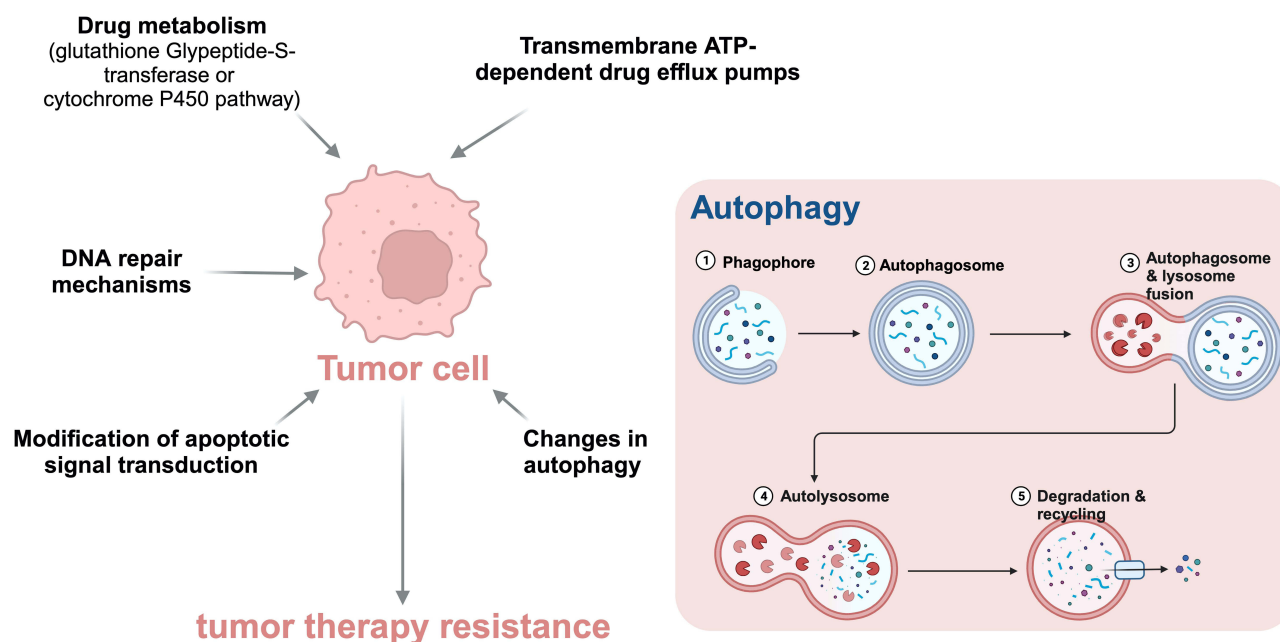 Drug metabolism
(glutathione Glypeptide-S-
transferase or
cytochrome P450 pathway)
Transmembrane ATP-
dependent drug efflux pumps
DNA repair
mechanisms
Tumor cell
Modification of apoptotic
signal transduction
Changes in
autophagy
tumor therapy resistance
Autophagy
1 Phagophore
2 Autophagosome
3 Autophagosome
& lysosome
fusion
4 Autolysosome
5 Degradation &
recycling